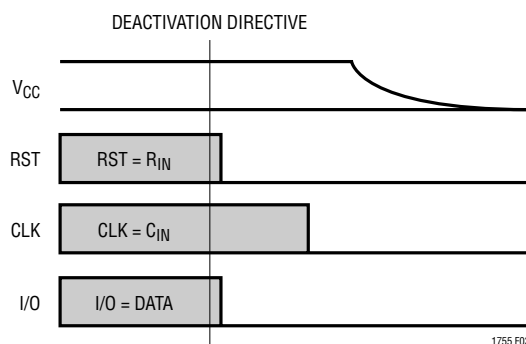 DEACTIVATION DIRECTIVE
VCC
RST
RST = RIN
CLK
CLK = CIN
I/O
I/O = DATA
1755 F03